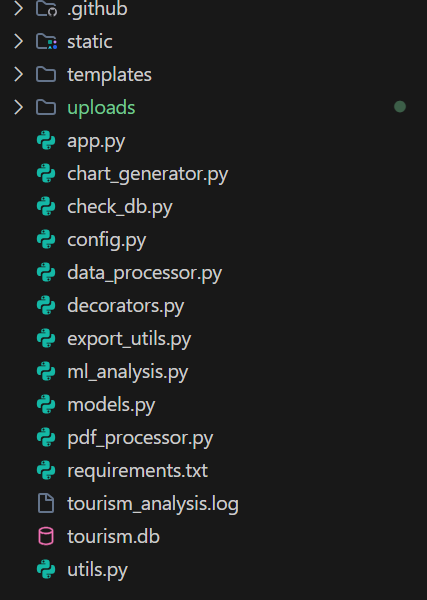 .github
static
templates
uploads
app.py
chart_generator.py
check_db.py
config.py
data_processor.py
decorators.py
export_utils.py
ml_analysis.py
models.py
pdf_processor.py
requirements.txt
tourism_analysis.log
tourism.db
utils.py